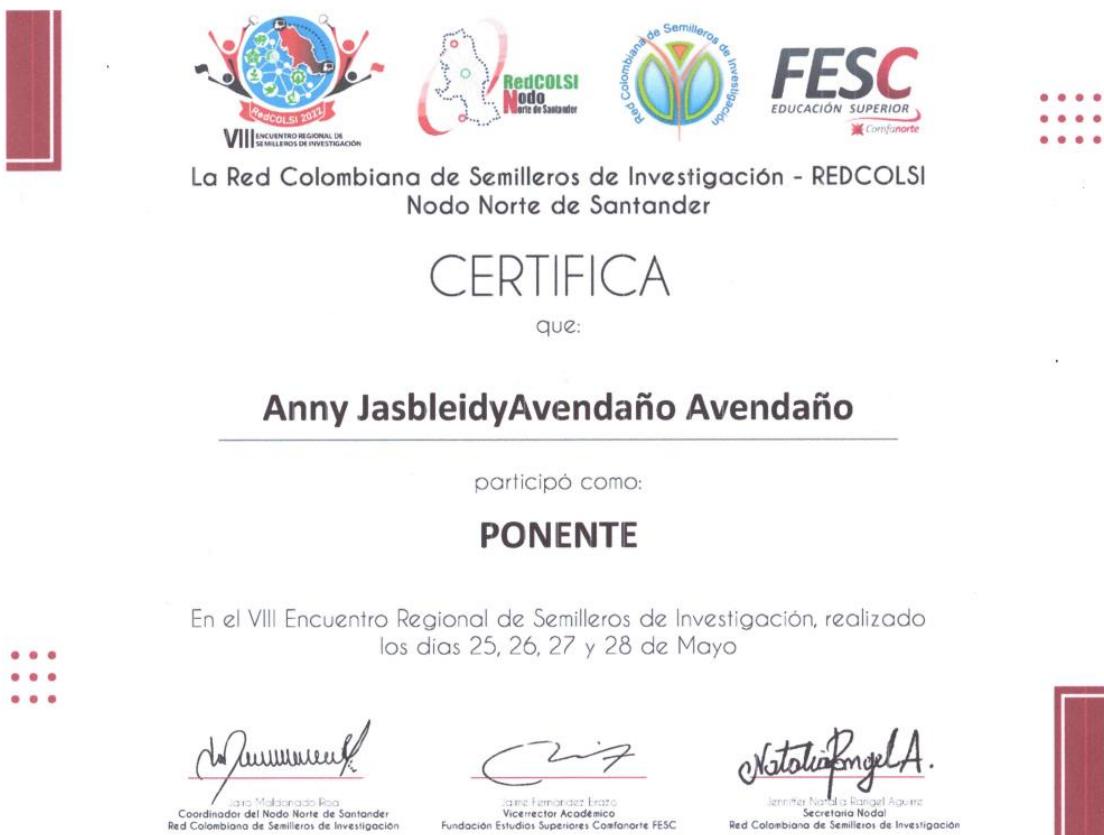 RedCOLSI 2022
VIII ENCUENTRO REGIONAL DE
SEMILLEROS DE INVESTIGACIÓN
RedCOLSI
Nodo
Norte de Santander
Red Colombiana de Semilleros de Investigación
FESC
EDUCACIÓN SUPERIOR
Comfanorte
La Red Colombiana de Semilleros de Investigación - REDCOLSI
Nodo Norte de Santander
CERTIFICA
que:
Anny JasbleidyAvendaño Avendaño
participó como:
PONENTE
En el VIII Encuentro Regional de Semilleros de Investigación, realizado
los días 25, 26, 27 y 28 de Mayo
NataliaRangelA.
Jairo Maldonado Roa
Coordinador del Nodo Norte de Santander
Red Colombiana de Semilleros de Investigación
Jaime Fernández Erazo
Vicerrector Académico
Fundación Estudios Superiores Comfanorte FESC
Jennifer Natalia Rangel Aguirre
Secretaria Nodal
Red Colombiana de Semilleros de Investigación